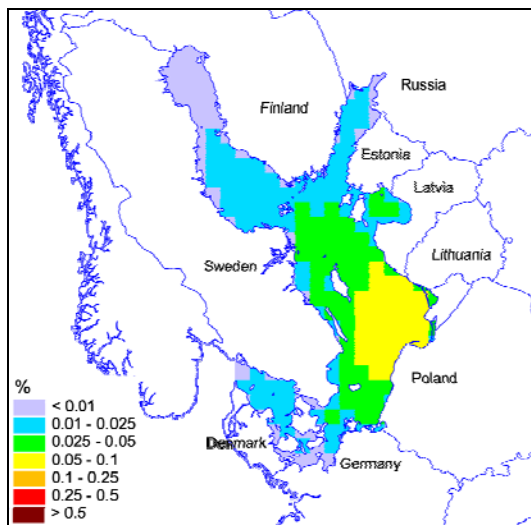 Russia
Finland
Estonia
Latvia
Lithuania
Sweden
Poland
%
< 0.01
0.01 - 0.025
0.025 - 0.05
0.05 - 0.1
0.1 - 0.25
0.25 - 0.5
> 0.5
Denmark
Germany